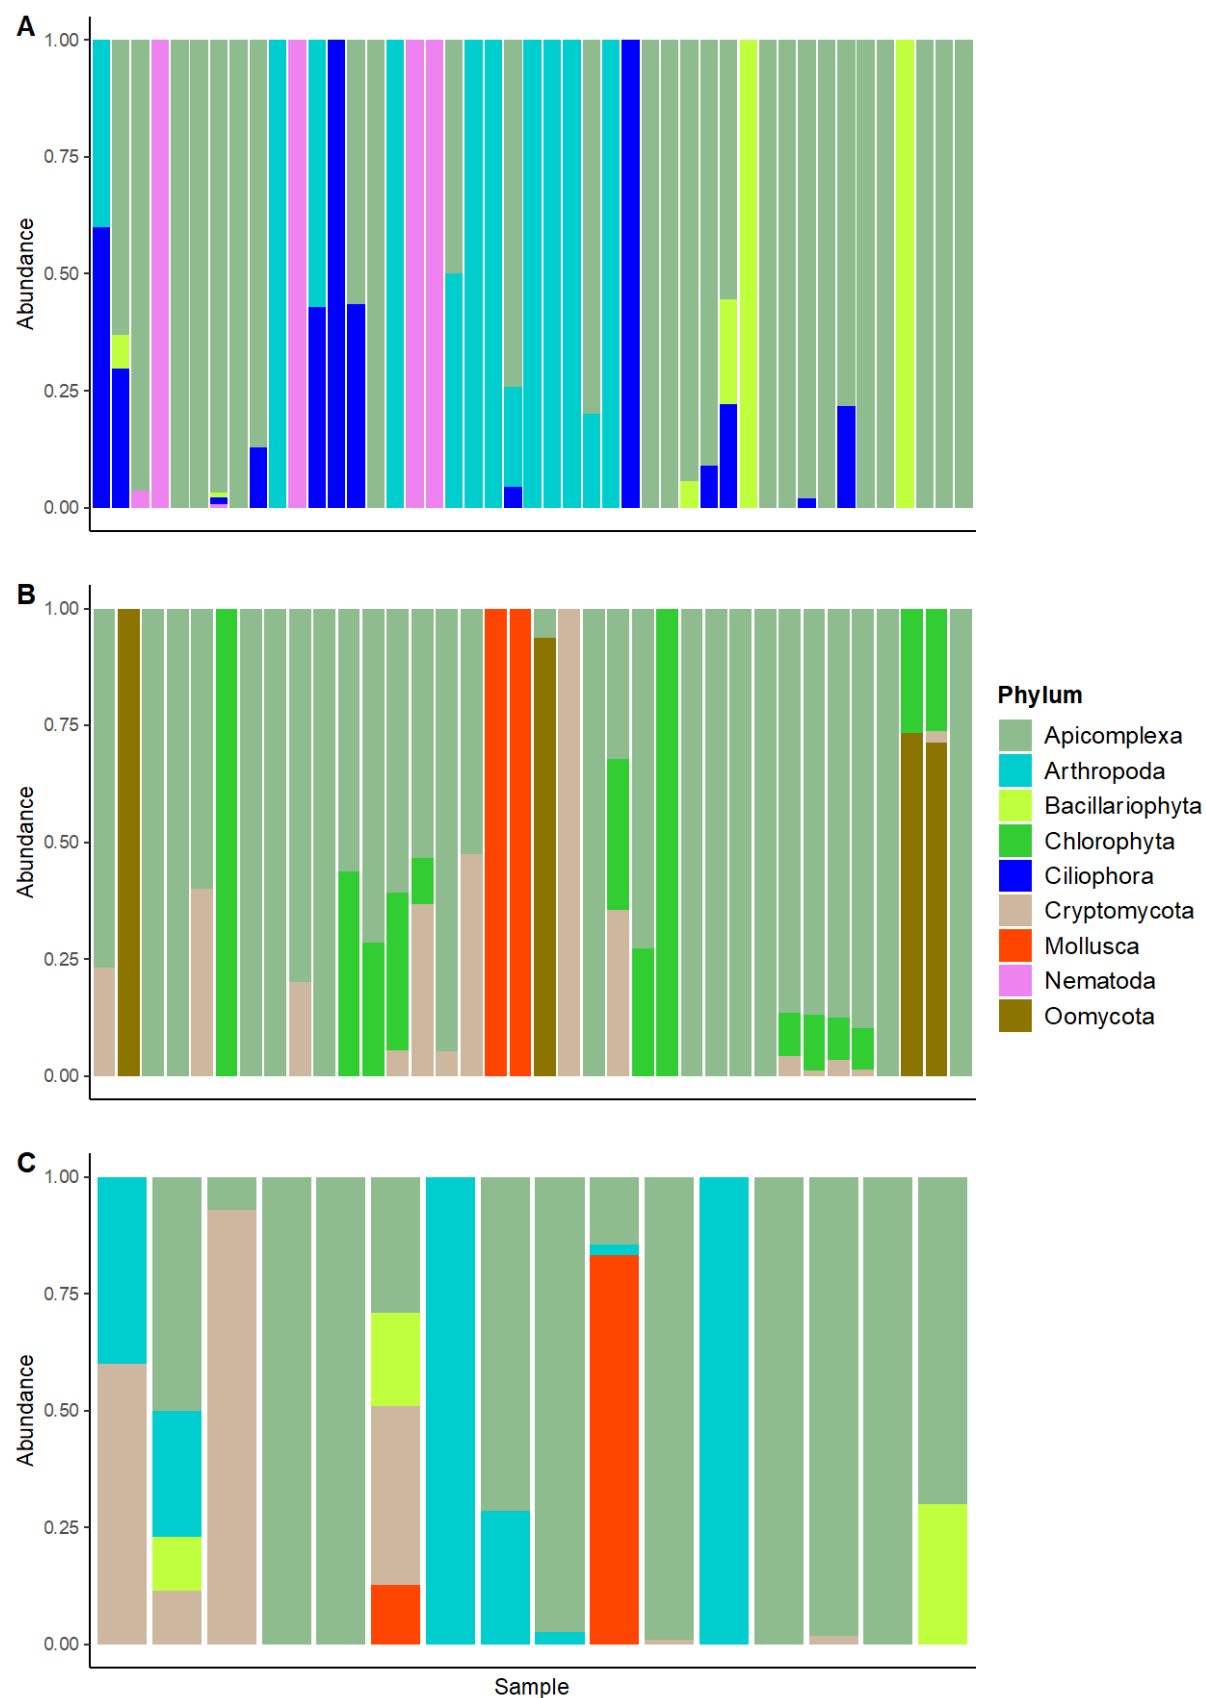 A
1.00
0.75
0.50
0.25
0.00
Abundance
B
1.00
0.75
0.50
0.25
0.00
Abundance
Phylum
Apicomplexa
Arthropoda
Bacillariophyta
Chlorophyta
Ciliophora
Cryptomycota
Mollusca
Nematoda
Oomycota
C
1.00
0.75
0.50
0.25
0.00
Abundance
Sample